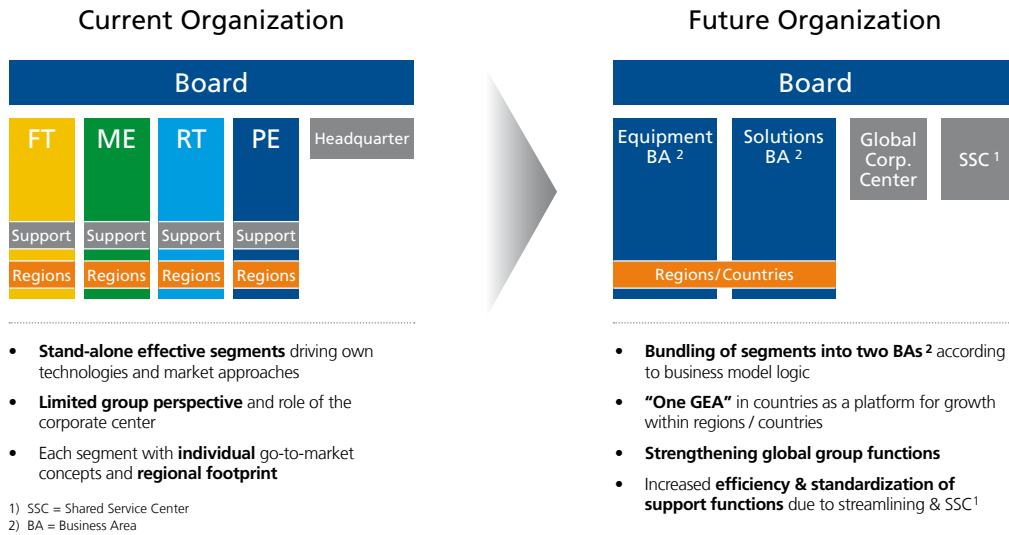 Current Organization
Board
FT
ME
RT
PE
Headquarter
Support
Support
Support
Support
Regions
Regions
Regions
Regions
• Stand-alone effective segments driving own
technologies and market approaches
• Limited group perspective and role of the
corporate center
• Each segment with individual go-to-market
concepts and regional footprint
1) SSC = Shared Service Center
2) BA = Business Area
Future Organization
Board
Equipment
BA 2
Solutions
BA 2
Global
Corp.
Center
SSC 1
Regions/Countries
• Bundling of segments into two BAs 2 according
to business model logic
• “One GEA” in countries as a platform for growth
within regions / countries
• Strengthening global group functions
• Increased efficiency & standardization of
support functions due to streamlining & SSC1